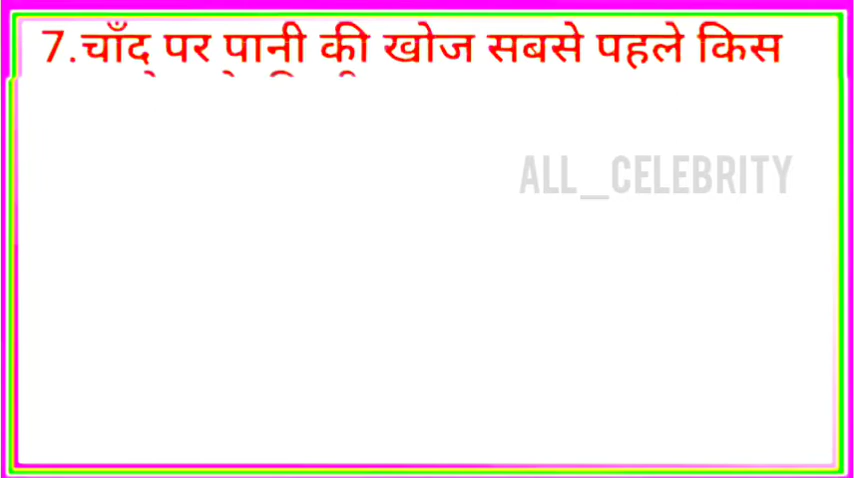 7.चाँद पर पानी की खोज सबसे पहले किस
ALL_CELEBRITY